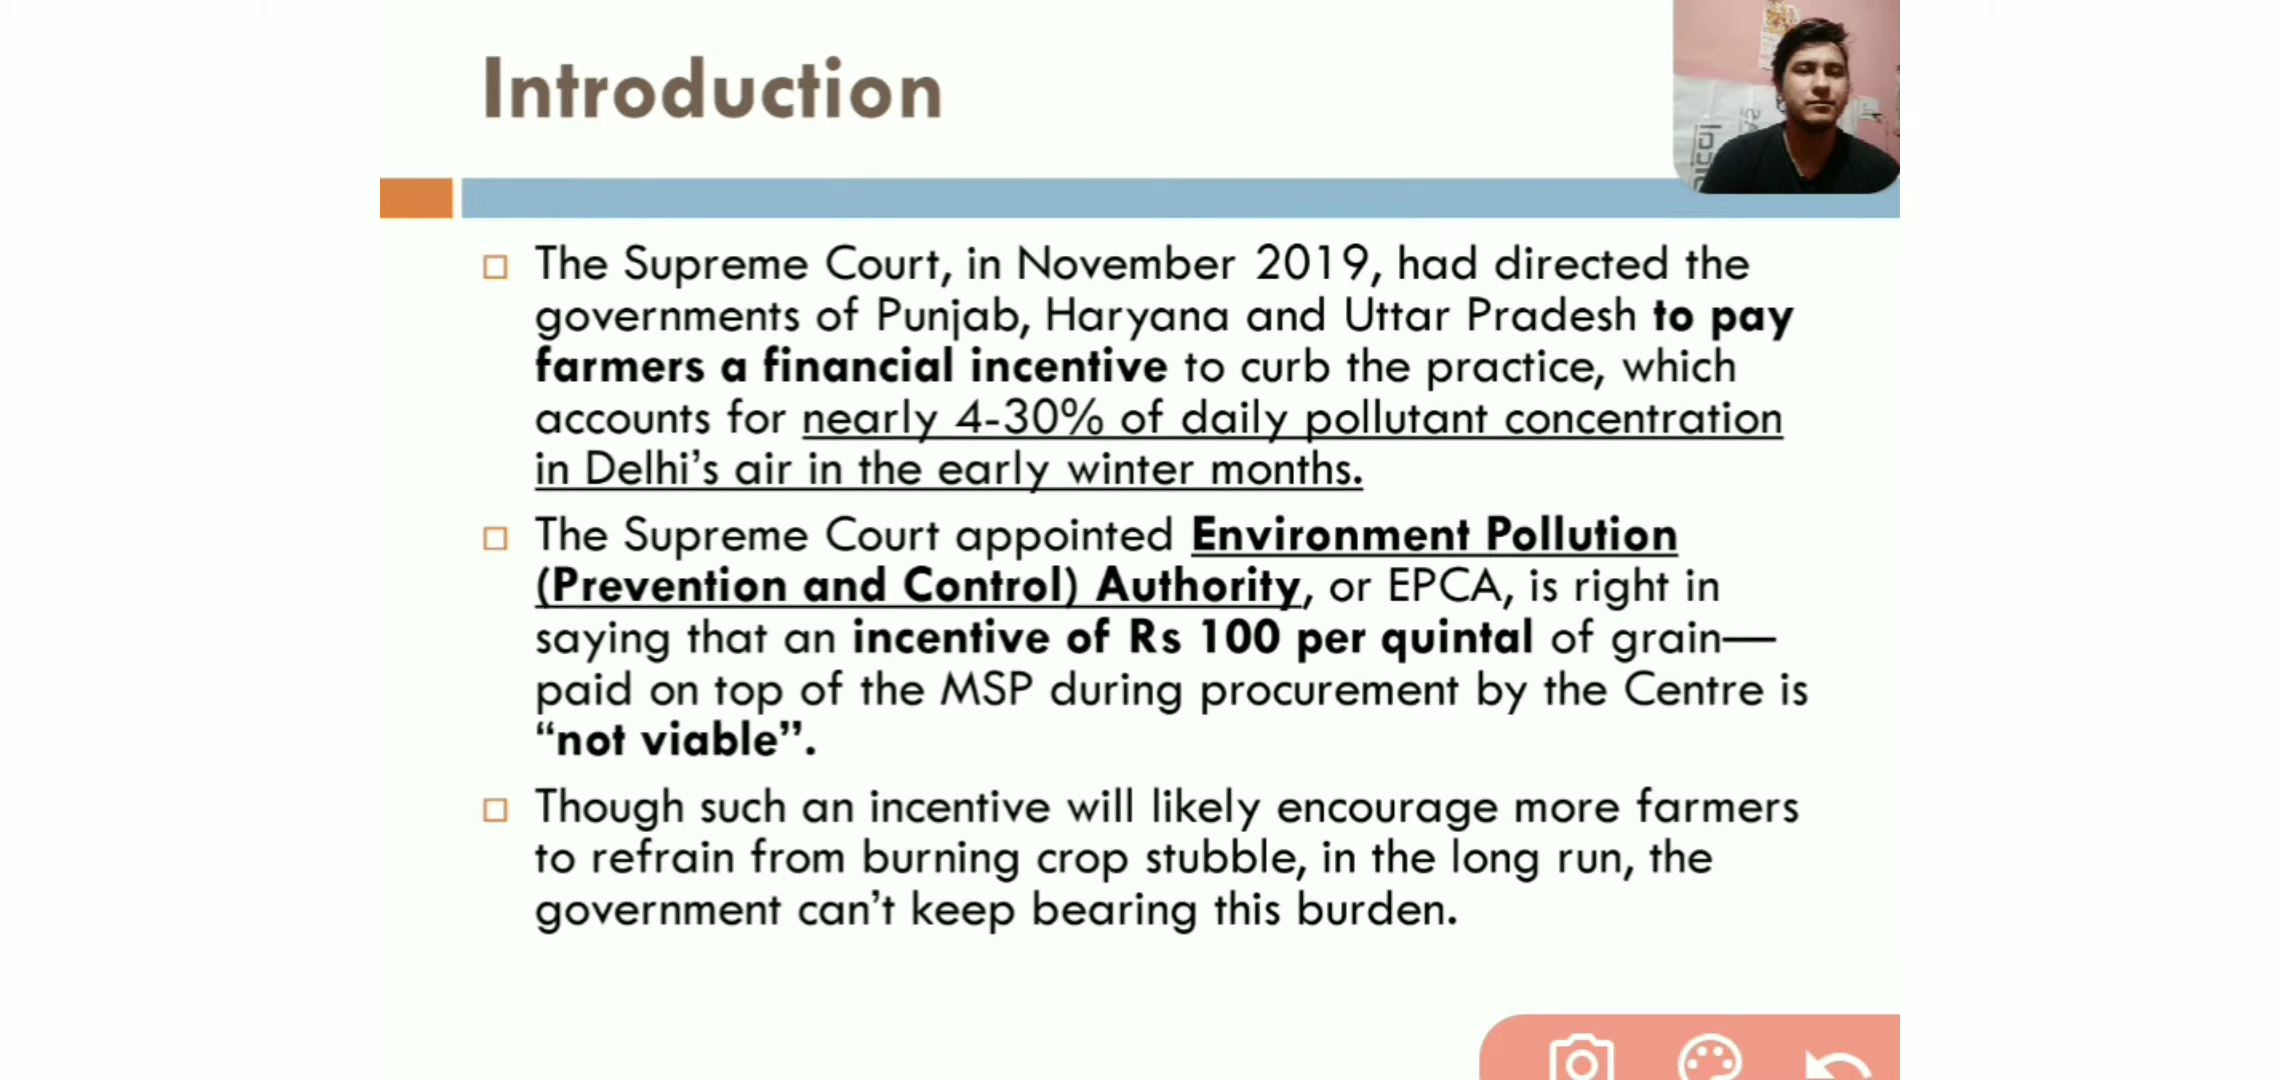 Introduction
The Supreme Court, in November 2019, had directed the
governments of Punjab, Haryana and Uttar Pradesh to pay
farmers a financial incentive to curb the practice, which
accounts for nearly 4-30% of daily pollutant concentration
in Delhi’s air in the early winter months.
The Supreme Court appointed Environment Pollution
(Prevention and Control) Authority, or EPCA, is right in
saying that an incentive of Rs 100 per quintal of grain—
paid on top of the MSP during procurement by the Centre is
“not viable”.
Though such an incentive will likely encourage more farmers
to refrain from burning crop stubble, in the long run, the
government can’t keep bearing this burden.